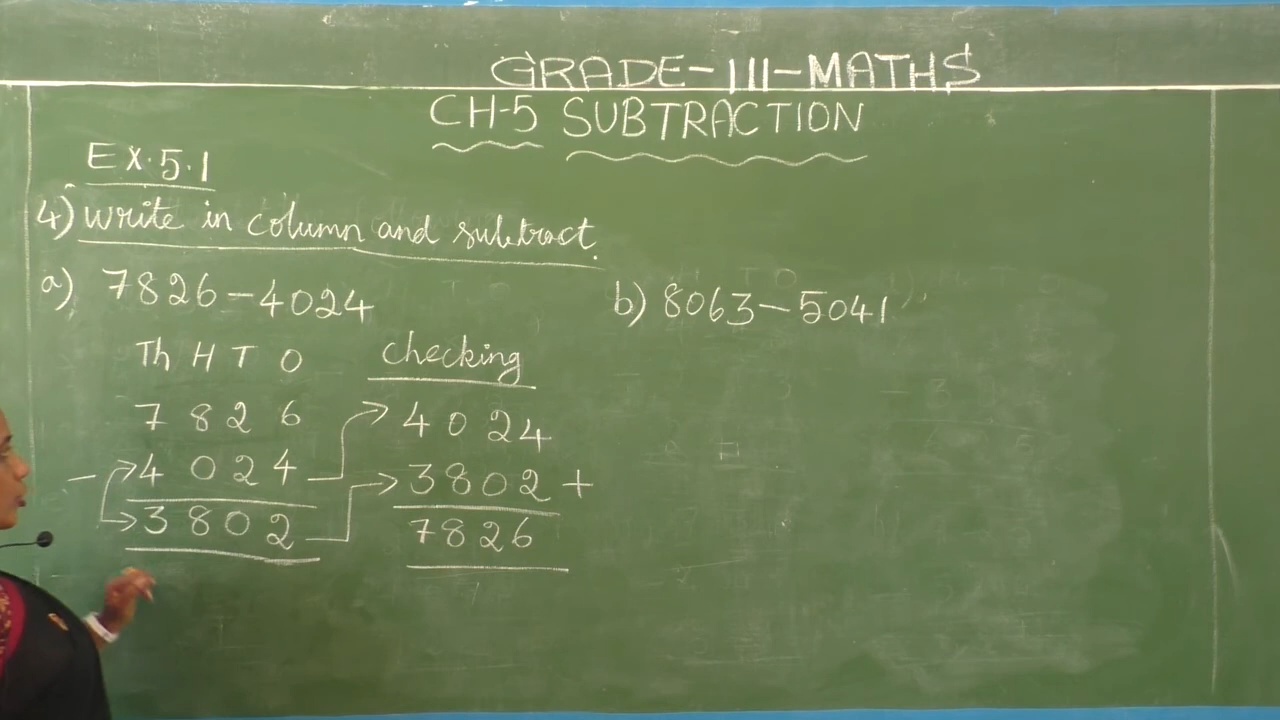 GRADE-III-MATHS
CH-5 SUBTRACTION
EX.5.1
4) write in column and subtract.
a) 7826-4024
Th H T O
7 8 2 6
- 4 0 2 4
3 8 0 2
checking
4 0 2 4
3 8 0 2 +
7 8 2 6
b) 8063-5041